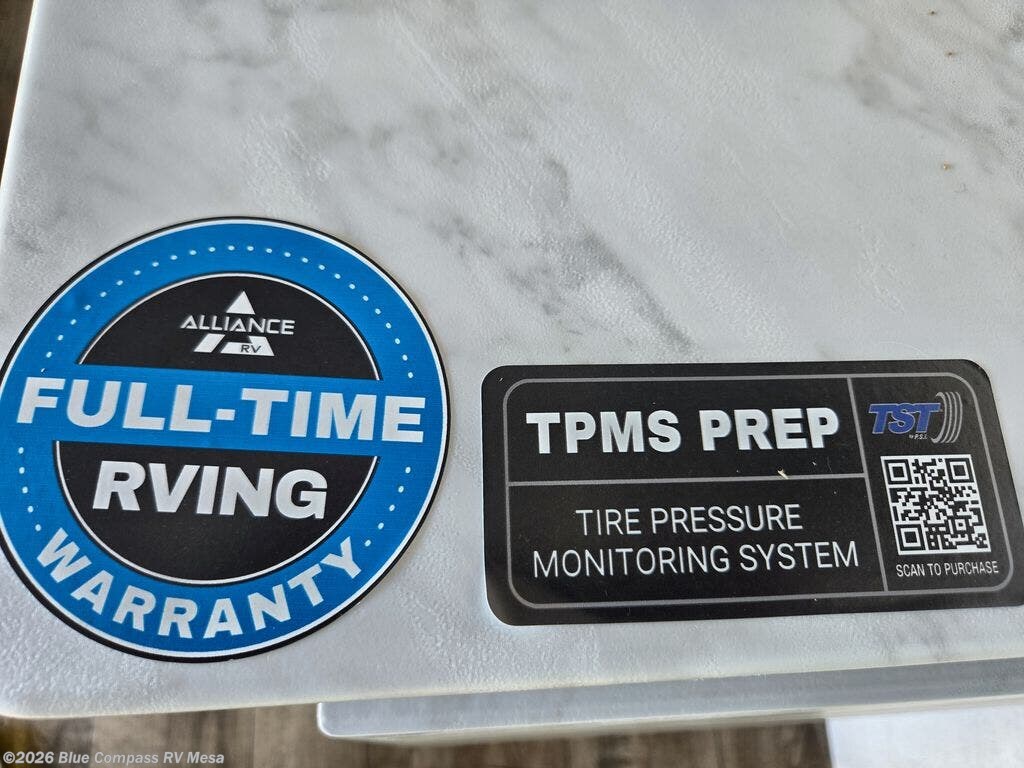 ALLIANCE
RV
FULL-TIME
RVING
WARRANTY
TPMS PREP
TIRE PRESSURE
MONITORING SYSTEM
TST
by P.S.I.
SCAN TO PURCHASE
©2026 Blue Compass RV Mesa